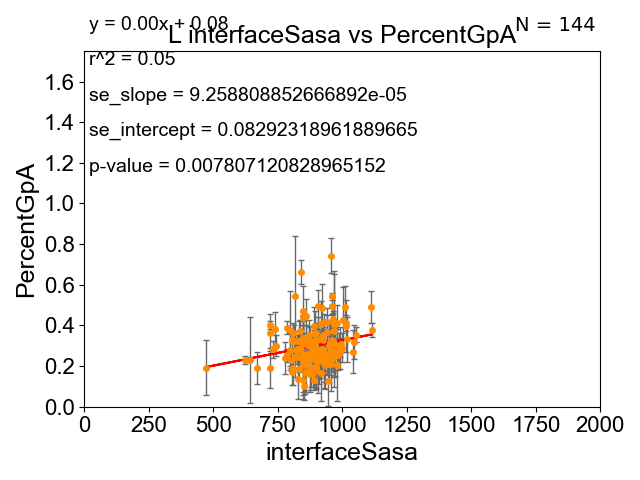 y = 0.00x + 0.08
N = 144
L interfaceSasa vs PercentGpA
r^2 = 0.05
se_slope = 9.258808852666892e-05
se_intercept = 0.08292318961889665
p-value = 0.007807120828965152
PercentGpA
1.6
1.4
1.2
1.0
0.8
0.6
0.4
0.2
0.0
0 250 500 750 1000 1250 1500 1750 2000
interfaceSasa